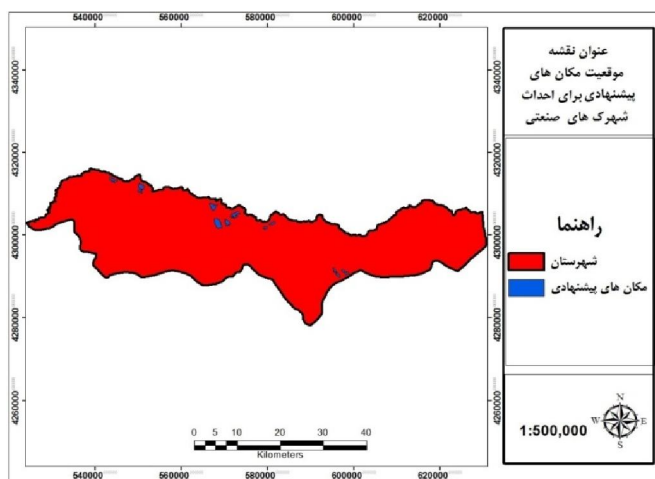 540000 560000 580000 600000 620000
4340000 4340000
4320000 4320000
4300000 4300000
4280000 4280000
4260000 4260000
540000 560000 580000 600000 620000
0 5 10 20 30 40
Kilometers
عنوان نقشه
موقعیت مکان های
پیشنهادی برای احداث
شهرک های صنعتی
راهنما
شهرستان
مکان های پیشنهادی
1:500,000
N
W E
S